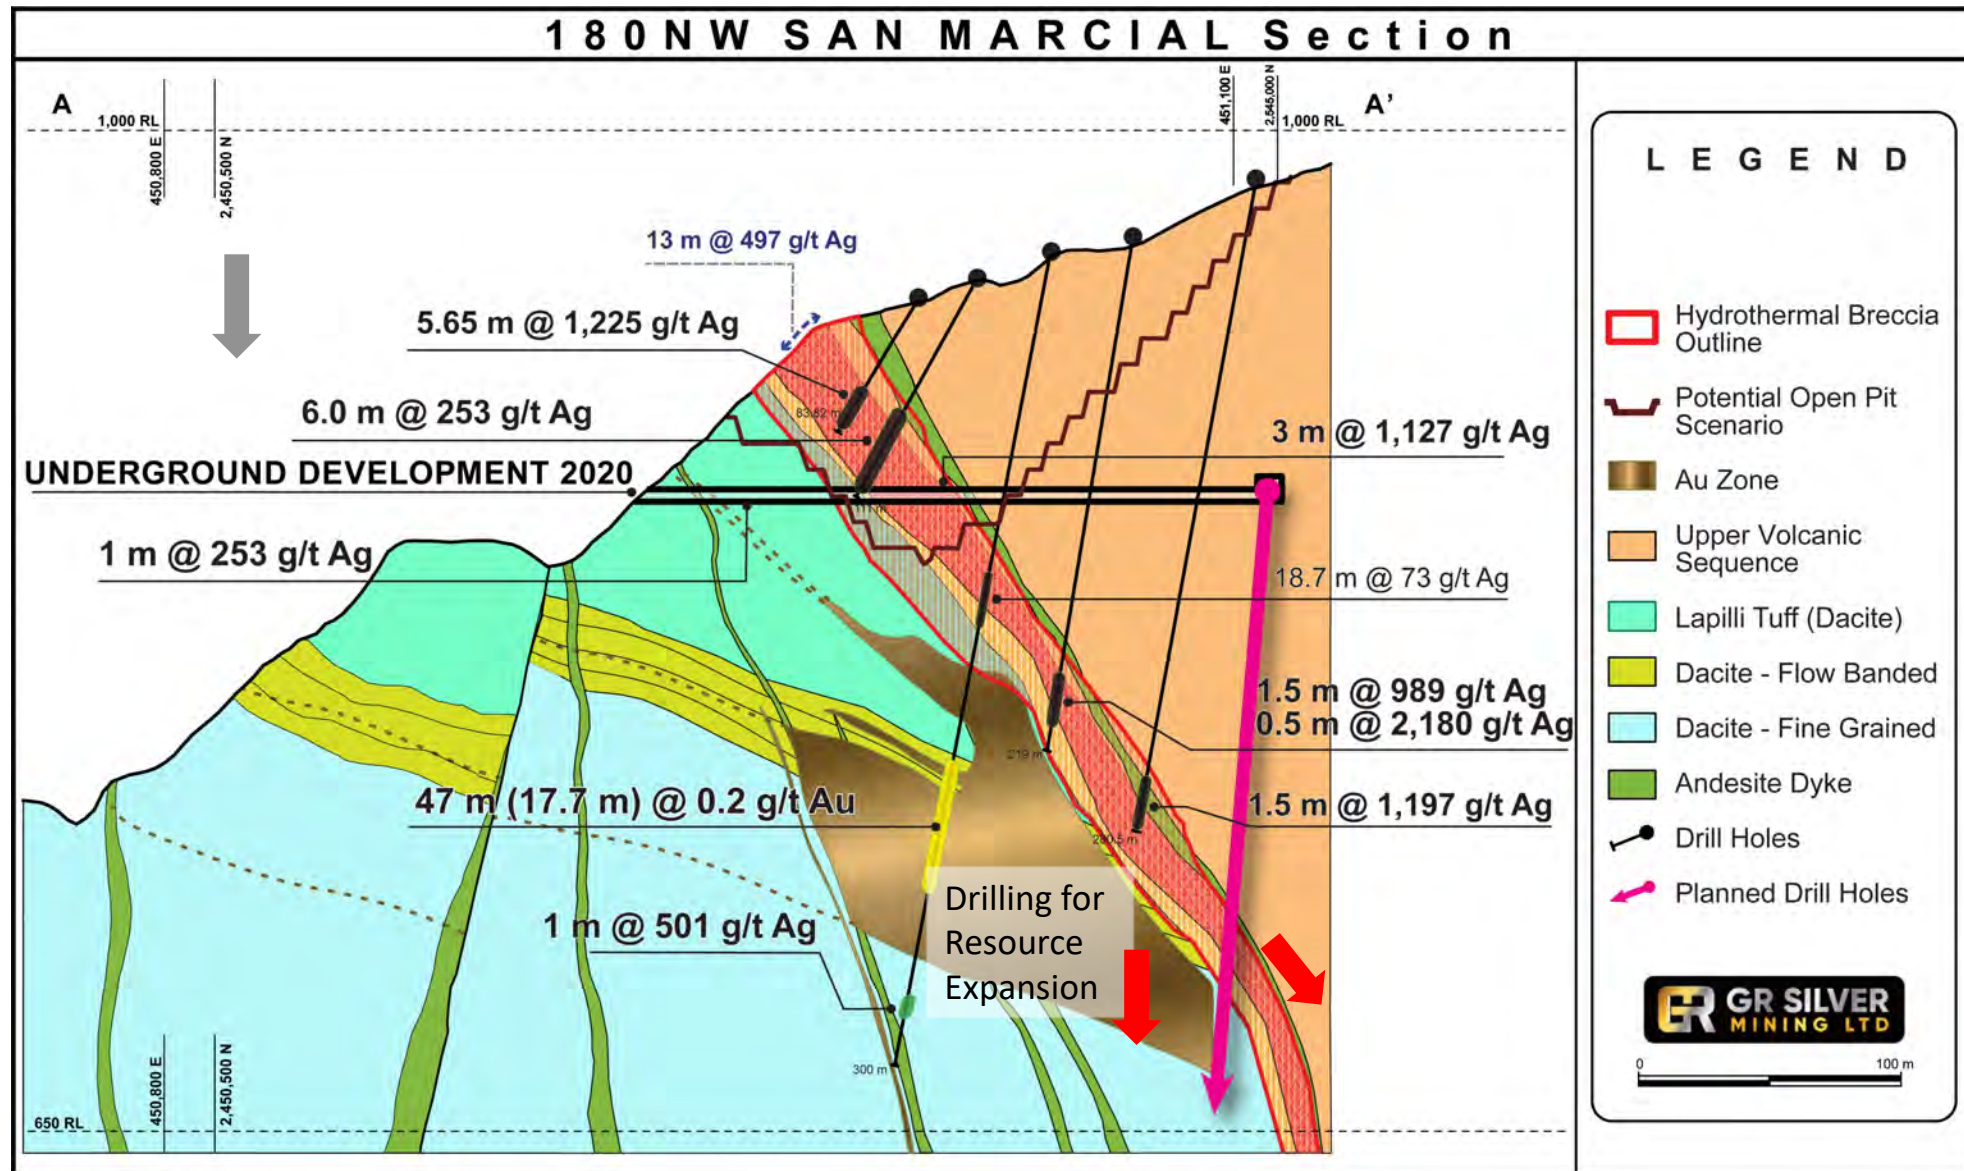 180NW SAN MARCIAL Section
A
A'
1,000 RL
1,000 RL
450,800 E
2,450,500 N
451,100 E
2,545,000 N
13 m @ 497 g/t Ag
5.65 m @ 1,225 g/t Ag
6.0 m @ 253 g/t Ag
83.82 m
3 m @ 1,127 g/t Ag
UNDERGROUND DEVELOPMENT 2020
111 m
1 m @ 253 g/t Ag
18.7 m @ 73 g/t Ag
1.5 m @ 989 g/t Ag
0.5 m @ 2,180 g/t Ag
219 m
47 m (17.7 m) @ 0.2 g/t Au
1.5 m @ 1,197 g/t Ag
Drilling for
Resource
Expansion
1 m @ 501 g/t Ag
300 m
450,800 E
2,450,500 N
650 RL
LEGEND
Hydrothermal Breccia
Outline
Potential Open Pit
Scenario
Au Zone
Upper Volcanic
Sequence
Lapilli Tuff (Dacite)
Dacite - Flow Banded
Dacite - Fine Grained
Andesite Dyke
Drill Holes
Planned Drill Holes
GR SILVER
MINING LTD
0
100 m